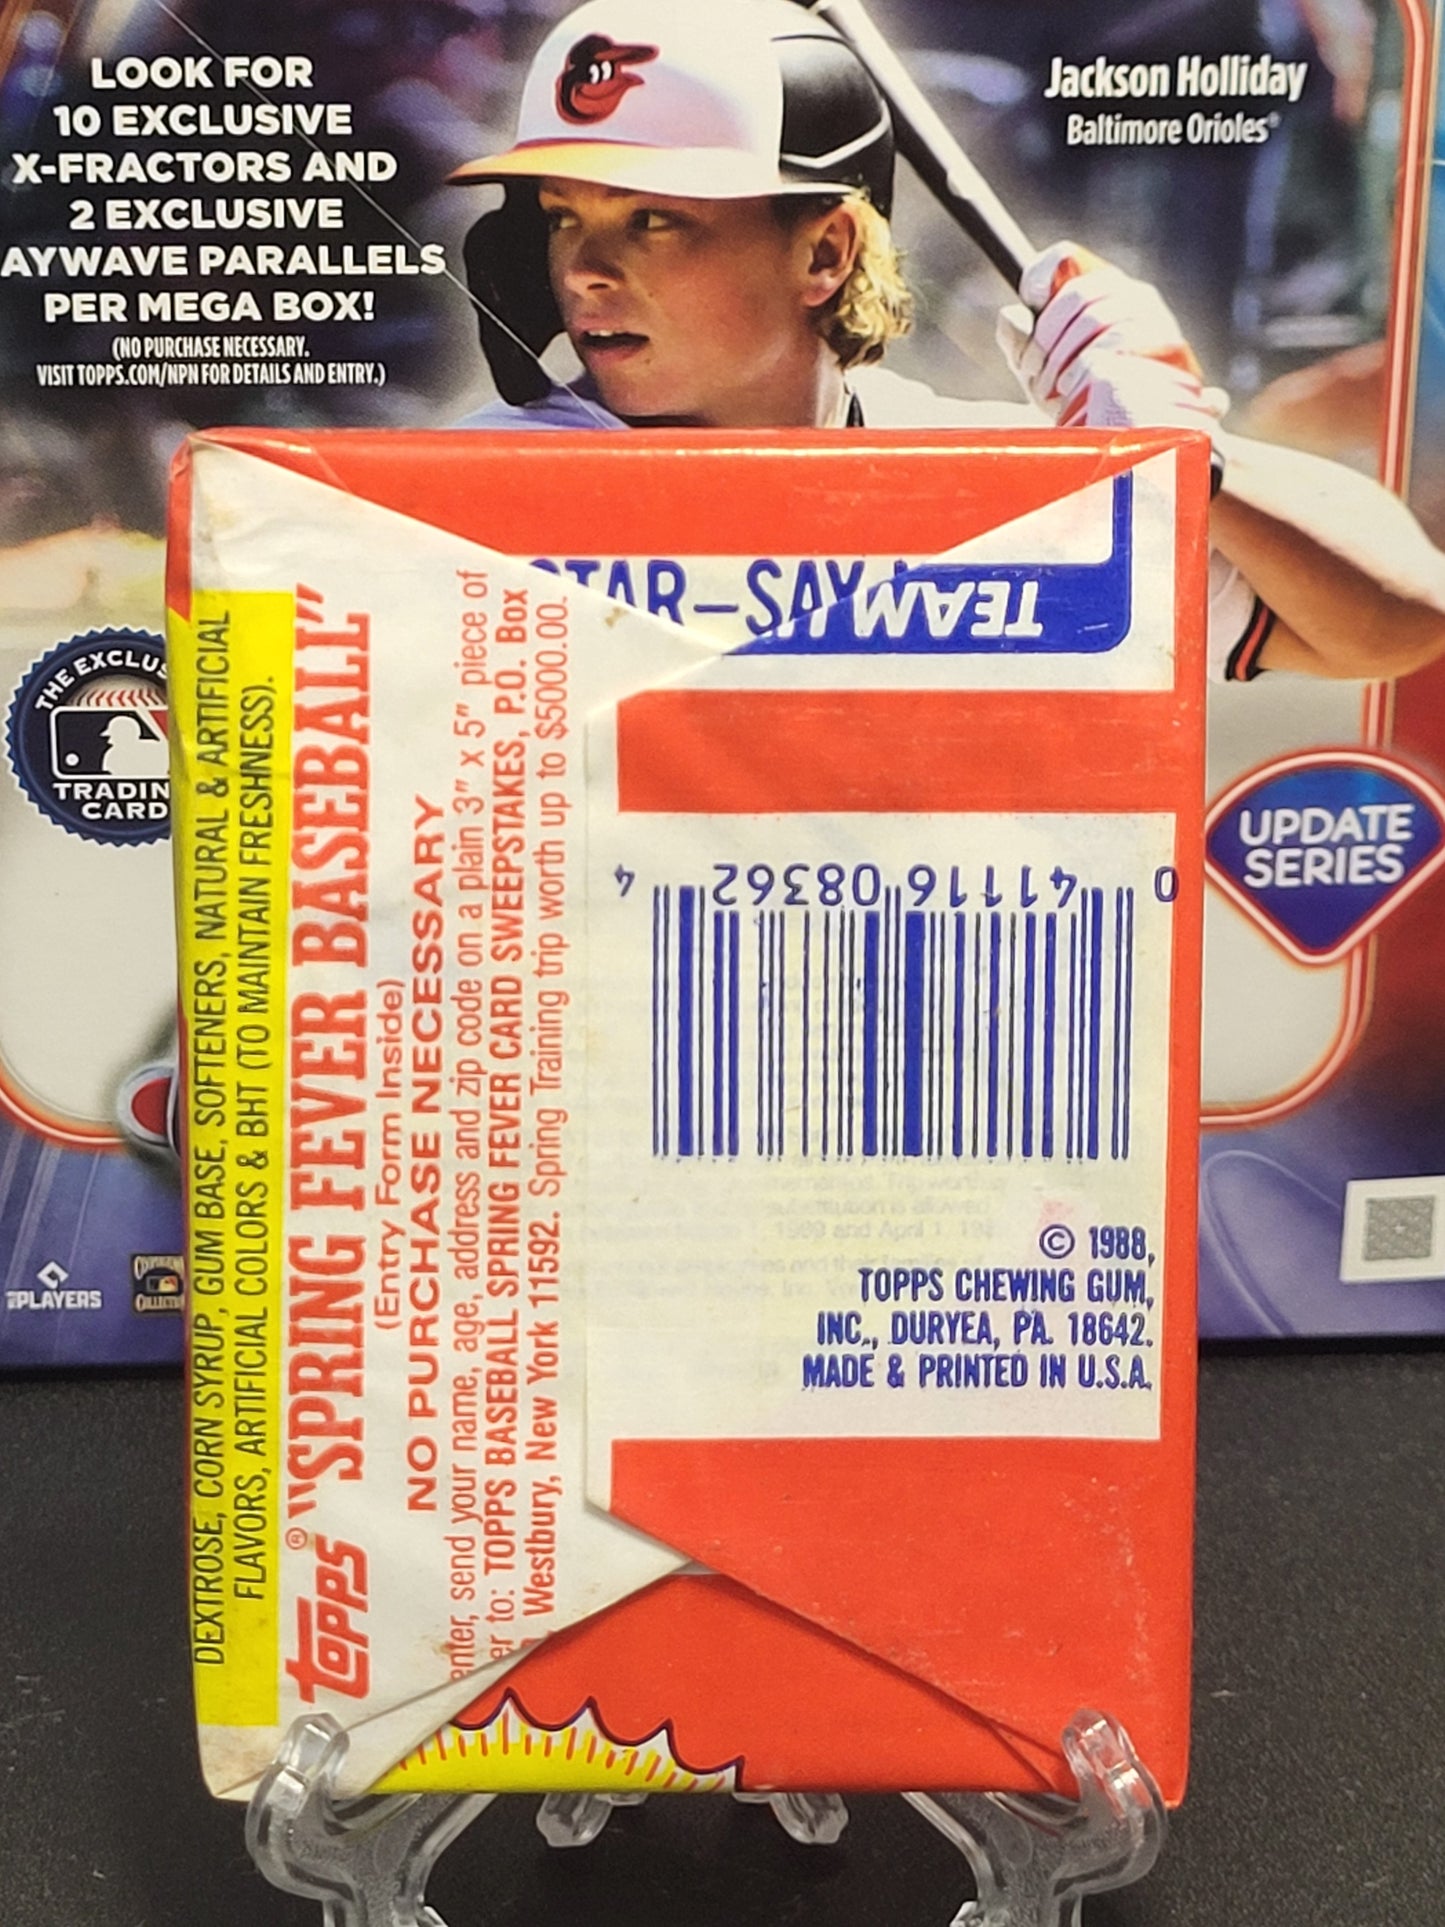 LOOK FOR
10 EXCLUSIVE
X-FRACTORS AND
2 EXCLUSIVE
AYWAVE PARALLELS
PER MEGA BOX!
(NO PURCHASE NECESSARY.
VISIT TOPPS.COM/NPN FOR DETAILS AND ENTRY.)
Jackson Holliday
Baltimore Orioles®
THE EXCLUS
TRADIN
CARD
PLAYERS
UPDATE
SERIES
STAR-SAY
TEAM
DEXTROSE, CORN SYRUP, GUM BASE, SOFTENERS, NATURAL & ARTIFICIAL
FLAVORS, ARTIFICIAL COLORS & BHT (TO MAINTAIN FRESHNESS).
Topps® "SPRING FEVER BASEBALL"
(Entry Form Inside)
NO PURCHASE NECESSARY
enter, send your name, age, address and zip code on a plain 3" x 5" piece of
er to: TOPPS BASEBALL SPRING FEVER CARD SWEEPSTAKES, P.O. Box
Westbury, New York 11592. Spring Training trip worth up to $5000.00.
0 41116 08362 4
© 1988,
TOPPS CHEWING GUM,
INC., DURYEA, PA. 18642.
MADE & PRINTED IN U.S.A.